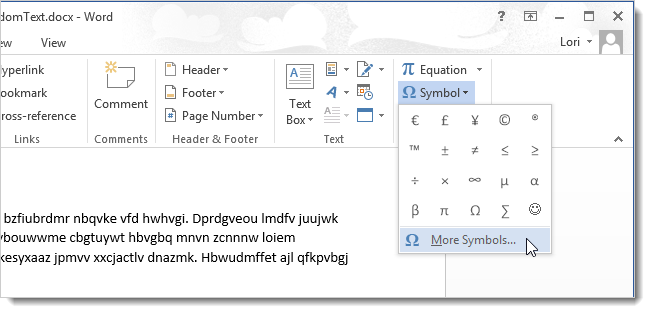 domText.docx - Word
?
ew
View
Lori
yperlink
ookmark
ross-reference
Links
Comment
Comments
Header
Footer
Page Number
Header & Footer
Text
Box
A
Text
π Equation
Ω Symbol
€ £ ¥ © ®
™ ± ≠ ≤ ≥
÷ × ∞ µ α
β π Ω ∑ ☺
Ω More Symbols...
bzfiubrdmr nbqvke vfd hwhvgi. Dprdgveou lmdfv juujwk
ybouwwme cbgtuywt hbvgbq mnvn zcnnnw loiem
kesyxaaz jpmvv xxcjactlv dnazmk. Hbwudmffet ajl qfkpvbgj